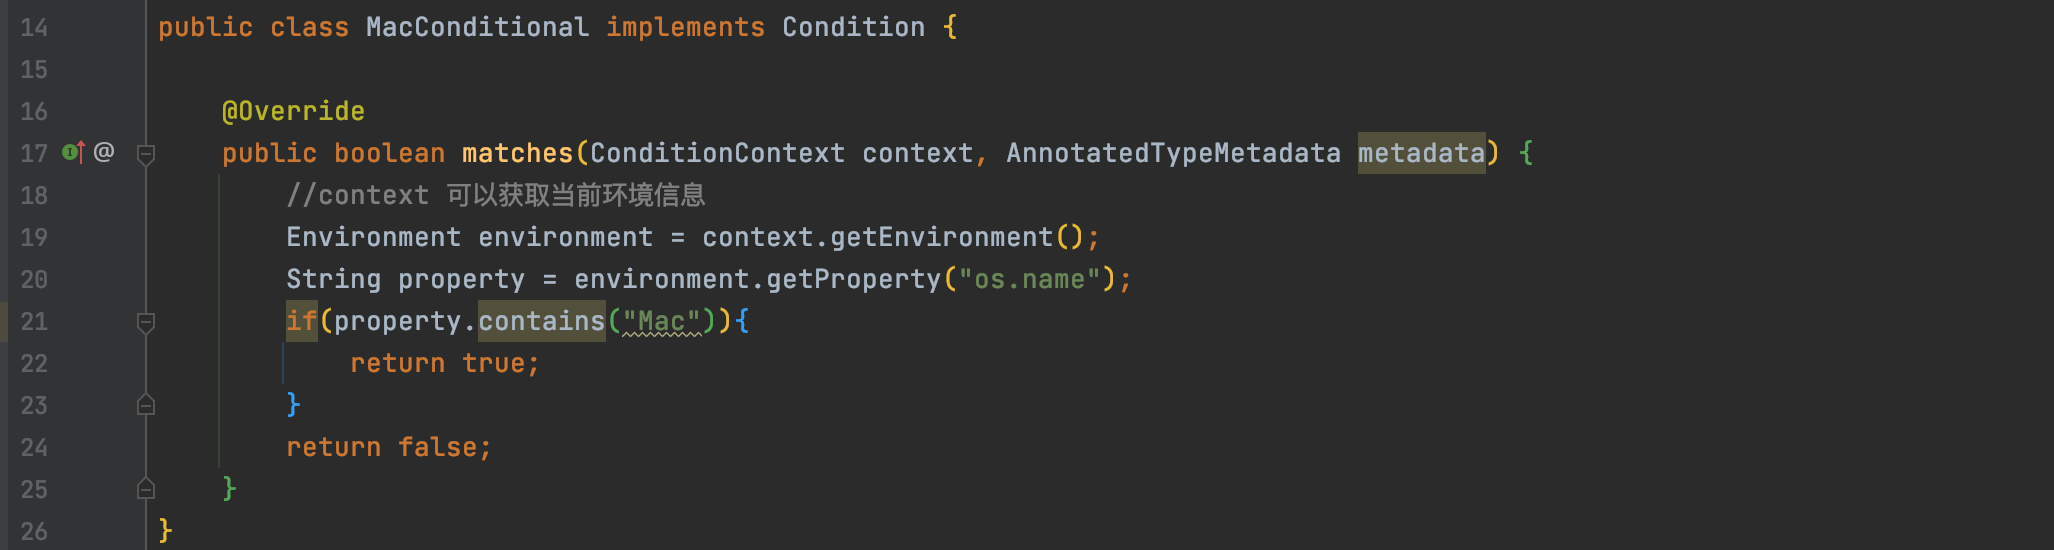 14 public class MacConditional implements Condition {
15
16 @Override
17 @ public boolean matches(ConditionContext context, AnnotatedTypeMetadata metadata) {
18 //context 可以获取当前环境信息
19 Environment environment = context.getEnvironment();
20 String property = environment.getProperty("os.name");
21 if(property.contains("Mac")){
22 return true;
23 }
24 return false;
25 }
26 }